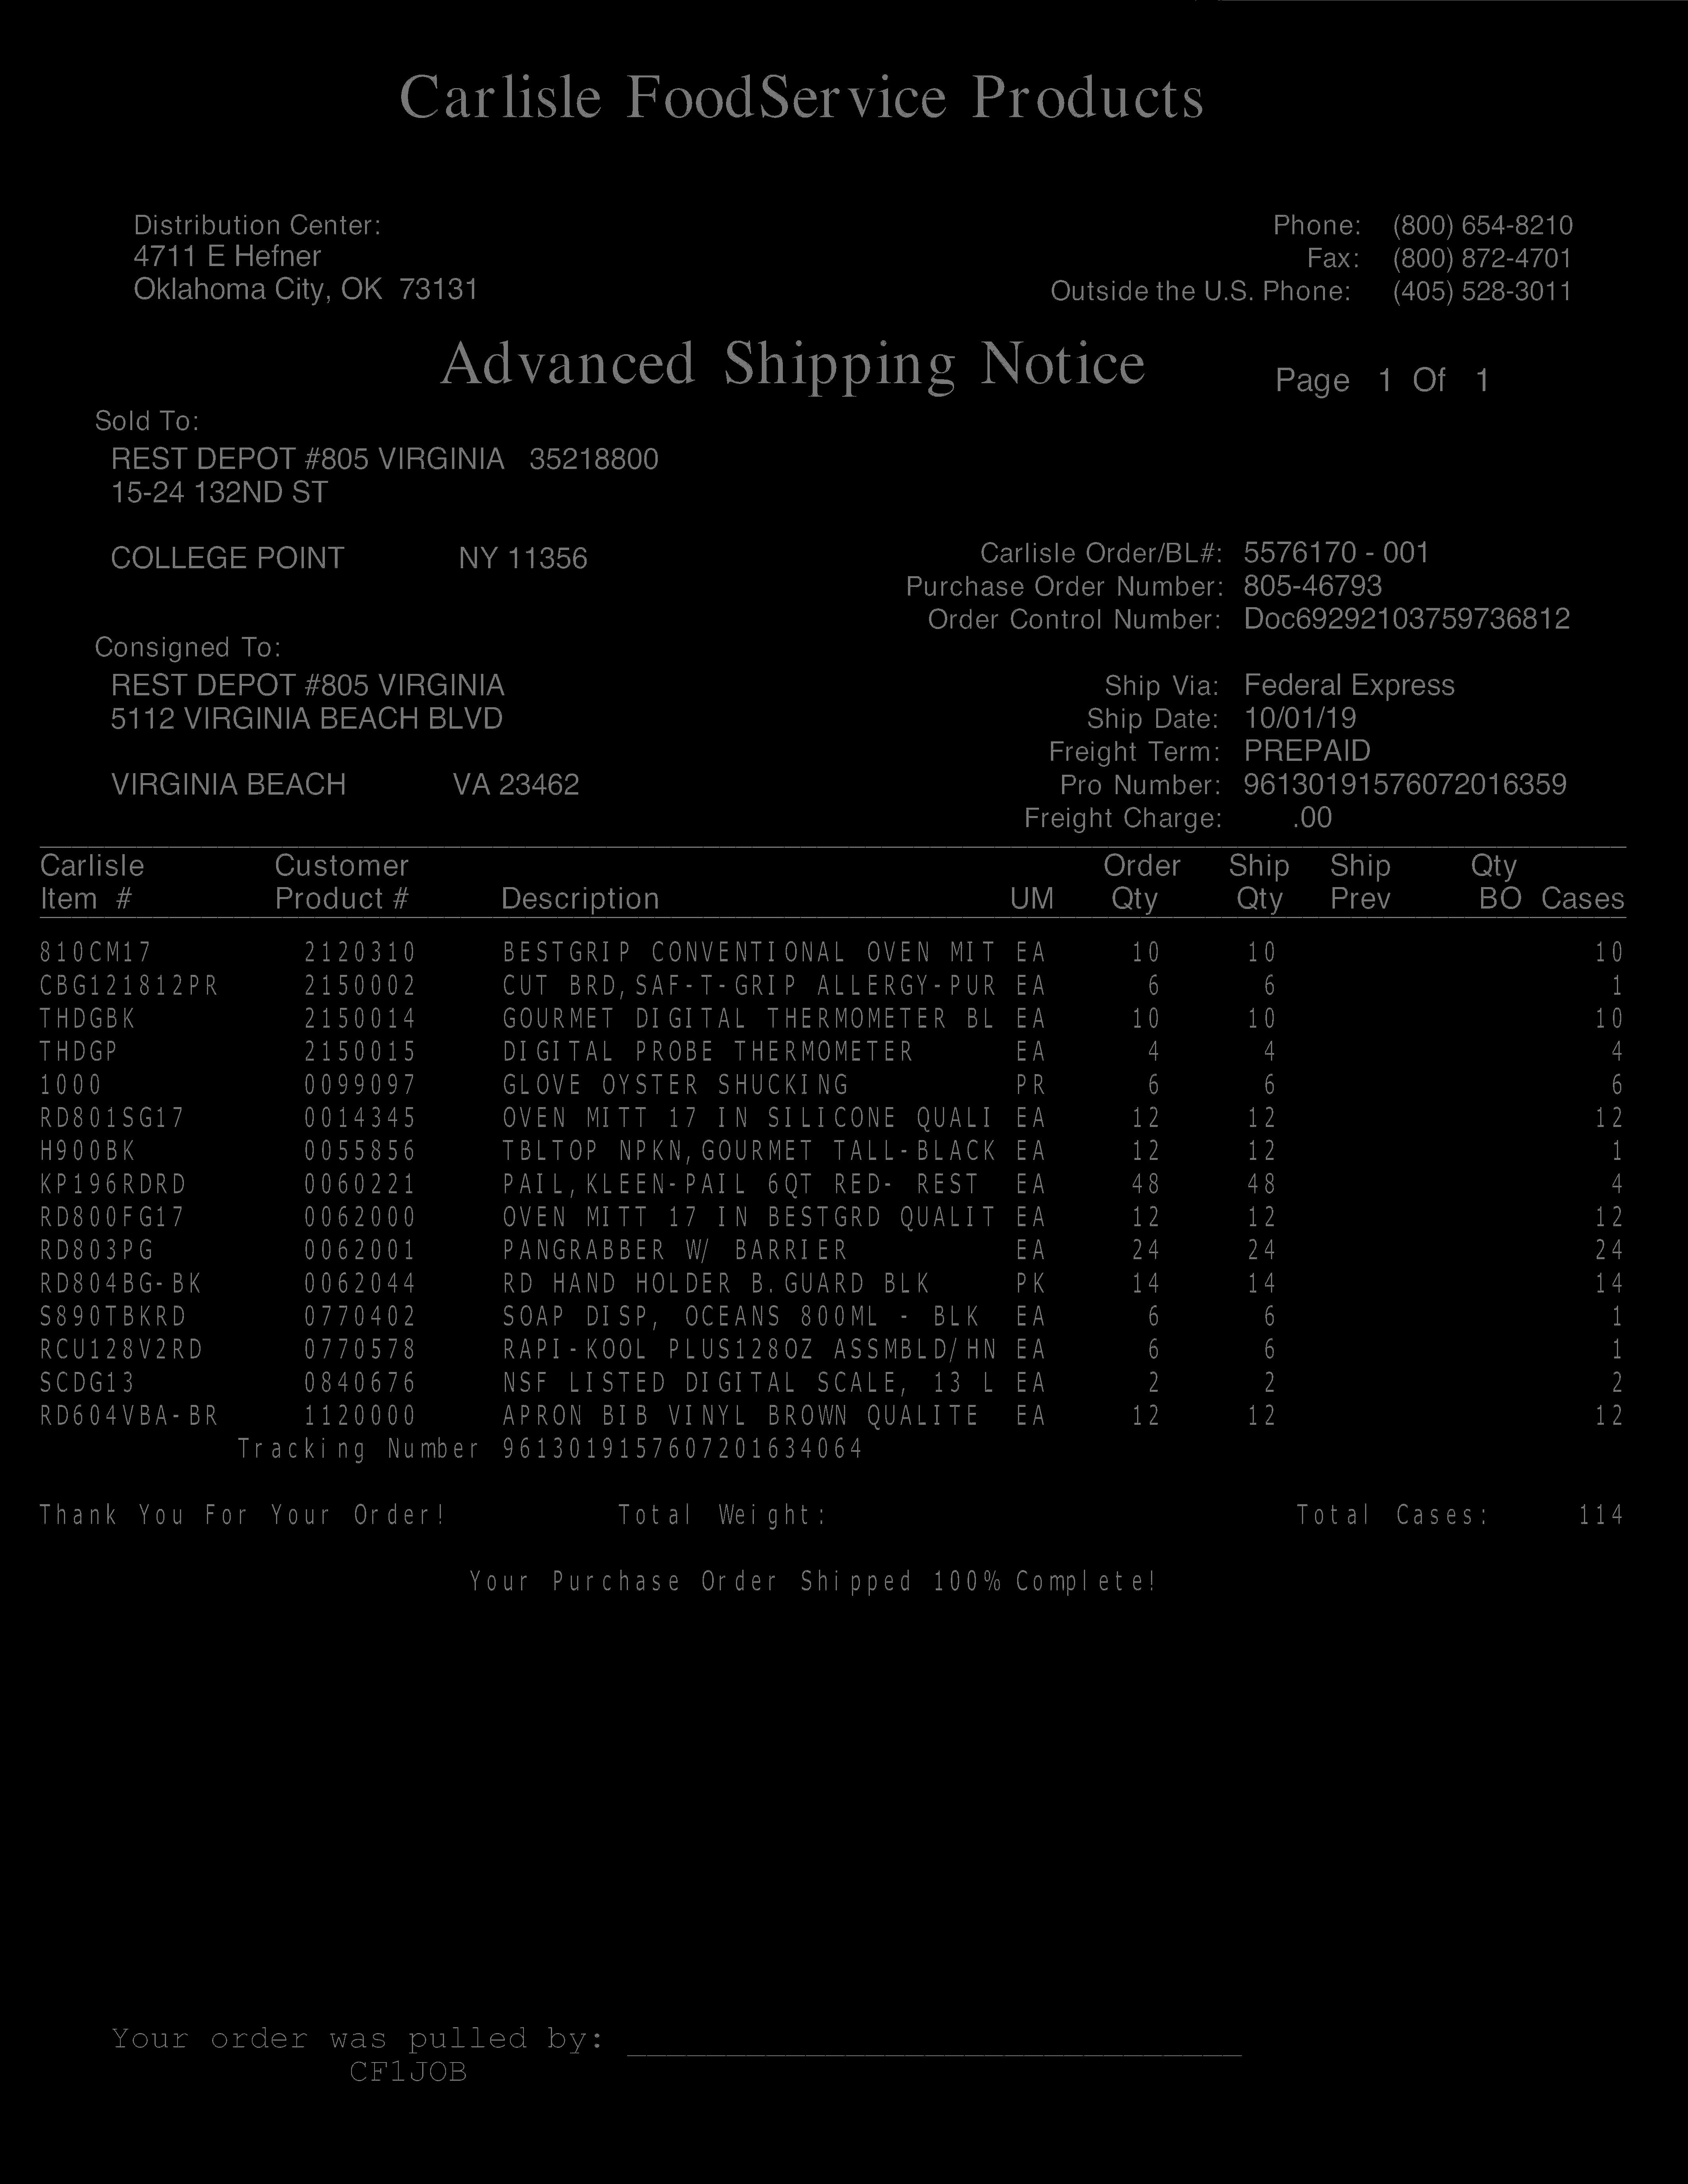 Carlisle FoodService Products
Distribution Center:
4711 E Hefner
Oklahoma City, OK 73131
Phone: (800) 654-8210
Fax: (800) 872-4701
Outside the U.S. Phone: (405) 528-3011
Advanced Shipping Notice Page 1 Of 1
Sold To:
REST DEPOT #805 VIRGINIA 35218800
15-24 132ND ST
COLLEGE POINT NY 11356
Carlisle Order/BL#: 5576170 - 001
Purchase Order Number: 805-46793
Order Control Number: Doc69292103759736812
Consigned To:
REST DEPOT #805 VIRGINIA
5112 VIRGINIA BEACH BLVD
VIRGINIA BEACH VA 23462
Ship Via: Federal Express
Ship Date: 10/01/19
Freight Term: PREPAID
Pro Number: 96130191576072016359
Freight Charge: .00
Carlisle Customer Order Ship Ship Qty
Item # Product # Description UM Qty Qty Prev BO Cases
810CM17 2120310 BESTGRIP CONVENTIONAL OVEN MIT EA 10 10 10
CBG121812PR 2150002 CUT BRD,SAF-T-GRIP ALLERGY-PUR EA 6 6 1
THDGBK 2150014 GOURMET DIGITAL THERMOMETER BL EA 10 10 10
THDGP 2150015 DIGITAL PROBE THERMOMETER EA 4 4 4
1000 0099097 GLOVE OYSTER SHUCKING PR 6 6 6
RD801SG17 0014345 OVEN MITT 17 IN SILICONE QUALI EA 12 12 12
H900BK 0055856 TBLTOP NPKN,GOURMET TALL-BLACK EA 12 12 1
KP196RDRD 0060221 PAIL,KLEEN-PAIL 6QT RED- REST EA 48 48 4
RD800FG17 0062000 OVEN MITT 17 IN BESTGRD QUALIT EA 12 12 12
RD803PG 0062001 PANGRABBER W/ BARRIER EA 24 24 24
RD804BG-BK 0062044 RD HAND HOLDER B.GUARD BLK PK 14 14 14
S890TBKRD 0770402 SOAP DISP, OCEANS 800ML - BLK EA 6 6 1
RCU128V2RD 0770578 RAPI-KOOL PLUS128OZ ASSMBLD/HN EA 6 6 1
SCDG13 0840676 NSF LISTED DIGITAL SCALE, 13 L EA 2 2 2
RD604VBA-BR 1120000 APRON BIB VINYL BROWN QUALITE EA 12 12 12
Tracking Number 9613019157607201634064
Thank You For Your Order! Total Weight: Total Cases: 114
Your Purchase Order Shipped 100% Complete!
Your order was pulled by:
CF1JOB